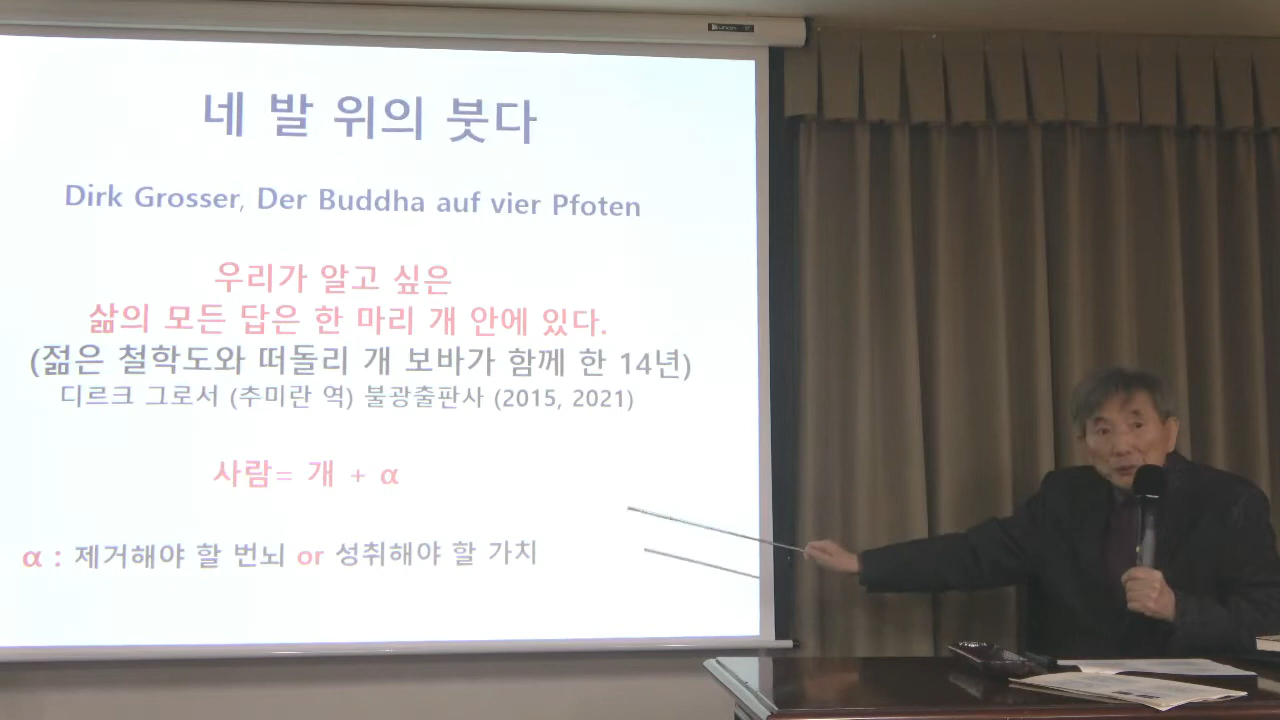 네 발 위의 붓다
Dirk Grosser, Der Buddha auf vier Pfoten
우리가 알고 싶은
삶의 모든 답은 한 마리 개 안에 있다.
(젊은 철학도와 떠돌리 개 보바가 함께 한 14년)
디르크 그로서 (추미란 역) 불광출판사 (2015, 2021)
사람= 개 + α
α : 제거해야 할 번뇌 or 성취해야 할 가치